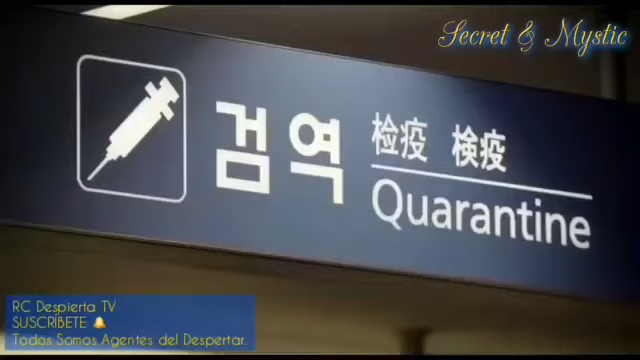 Secret & Mystic
검역
检疫 検疫
Quarantine
RC Despierta TV
SUSCRÍBETE 🔔
Todos Somos Agentes del Despertar.